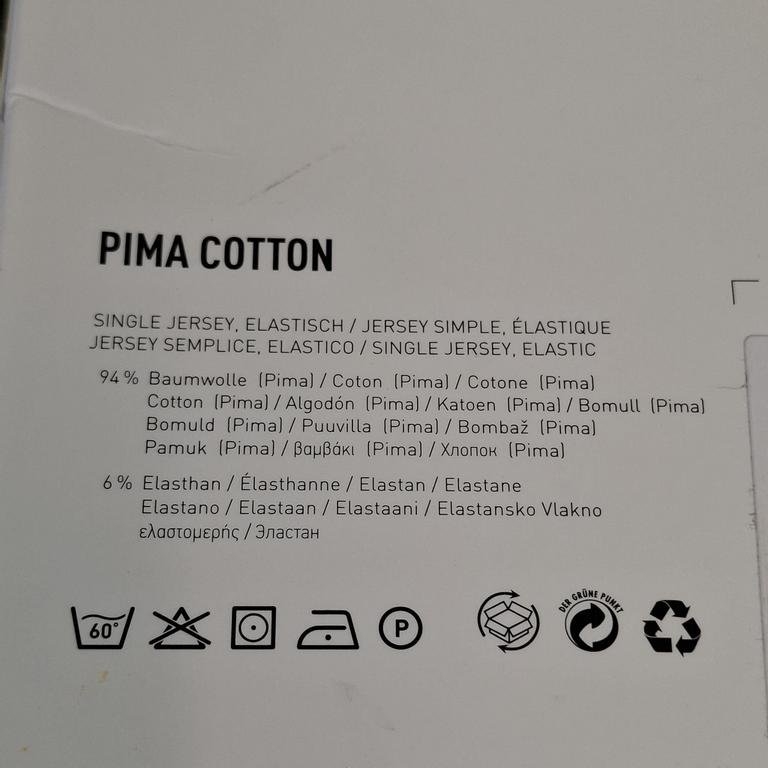 PIMA COTTON
SINGLE JERSEY, ELASTISCH / JERSEY SIMPLE, ÉLASTIQUE
JERSEY SEMPLICE, ELASTICO / SINGLE JERSEY, ELASTIC
94 % Baumwolle (Pima) / Coton (Pima) / Cotone (Pima)
Cotton (Pima) / Algodón (Pima) / Katoen (Pima) / Bomull (Pima)
Bomuld (Pima) / Puuvilla (Pima) / Bombaž (Pima)
Pamuk (Pima) / βαμβάκι (Pima) / Хлопок (Pima)
6 % Elasthan / Élasthanne / Elastan / Elastane
Elastano / Elastaan / Elastaani / Elastansko Vlakno
ελαστομερής / Эластан
60°
P
DER GRÜNE PUNKT